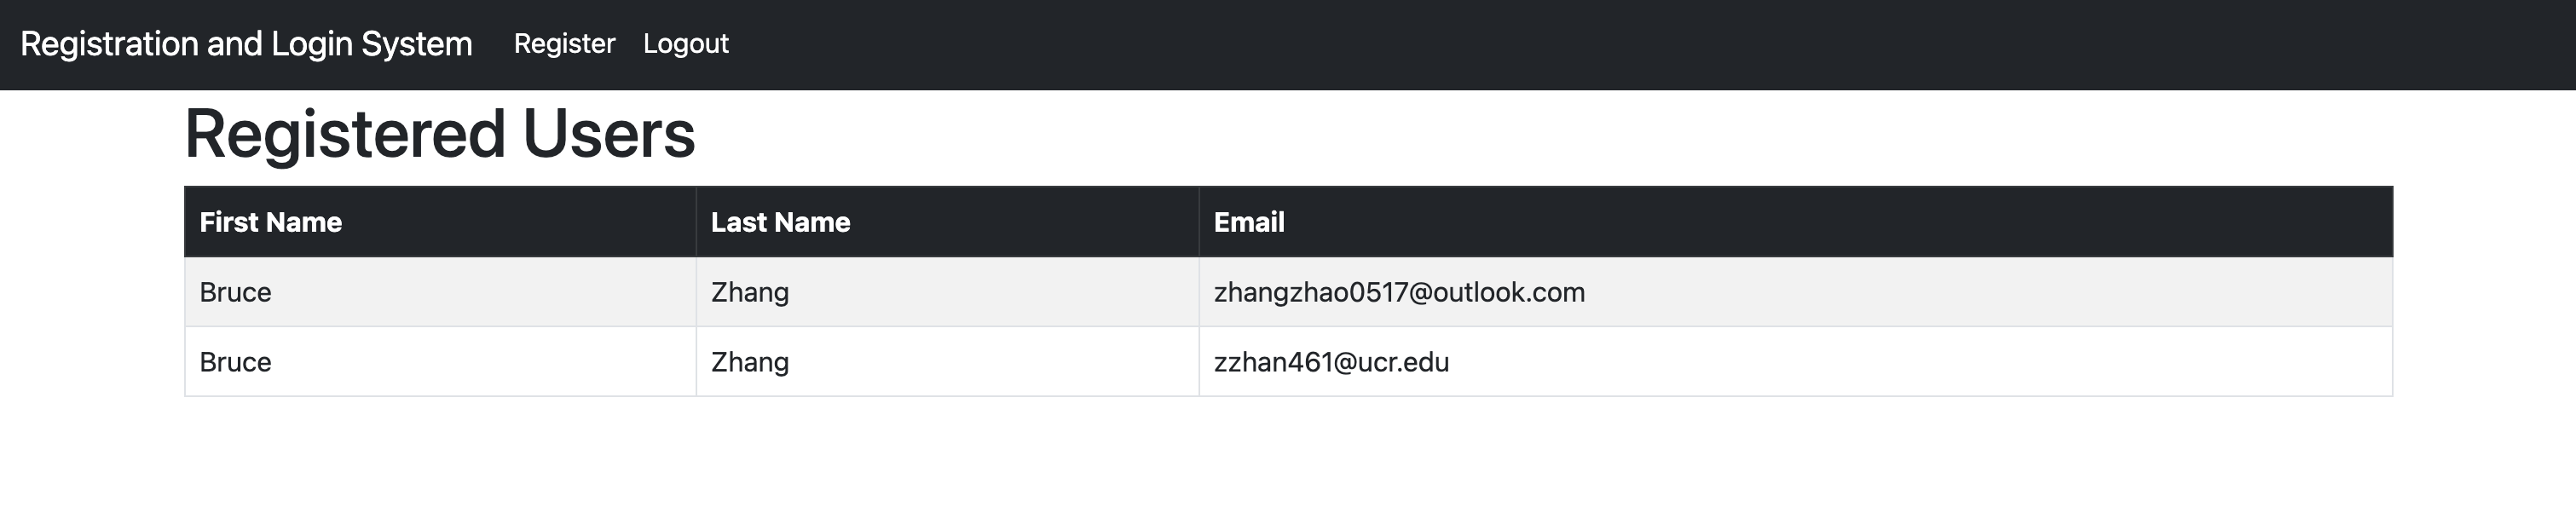 Registration and Login System Register Logout
Registered Users
First Name Last Name Email
Bruce Zhang zhangzhao0517@outlook.com
Bruce Zhang zzhan461@ucr.edu